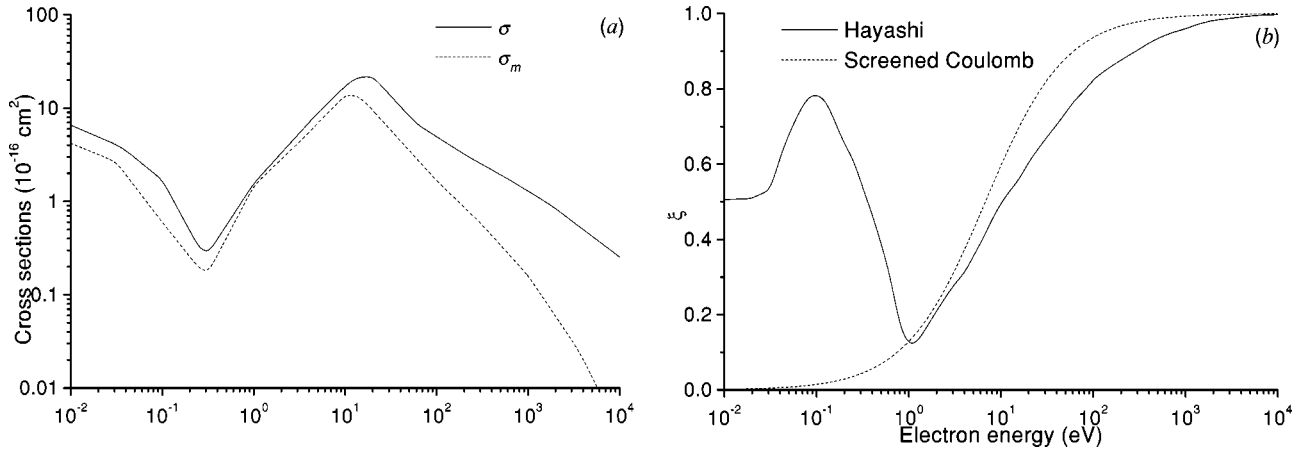 100
10
1
0.1
0.01
Cross sections (10⁻¹⁶ cm²)
σ
σₘ
(a)
10⁻² 10⁻¹ 10⁰ 10¹ 10² 10³ 10⁴
1.0
0.8
0.6
0.4
0.2
0.0
ξ
Hayashi
Screened Coulomb
(b)
10⁻² 10⁻¹ 10⁰ 10¹ 10² 10³ 10⁴
Electron energy (eV)